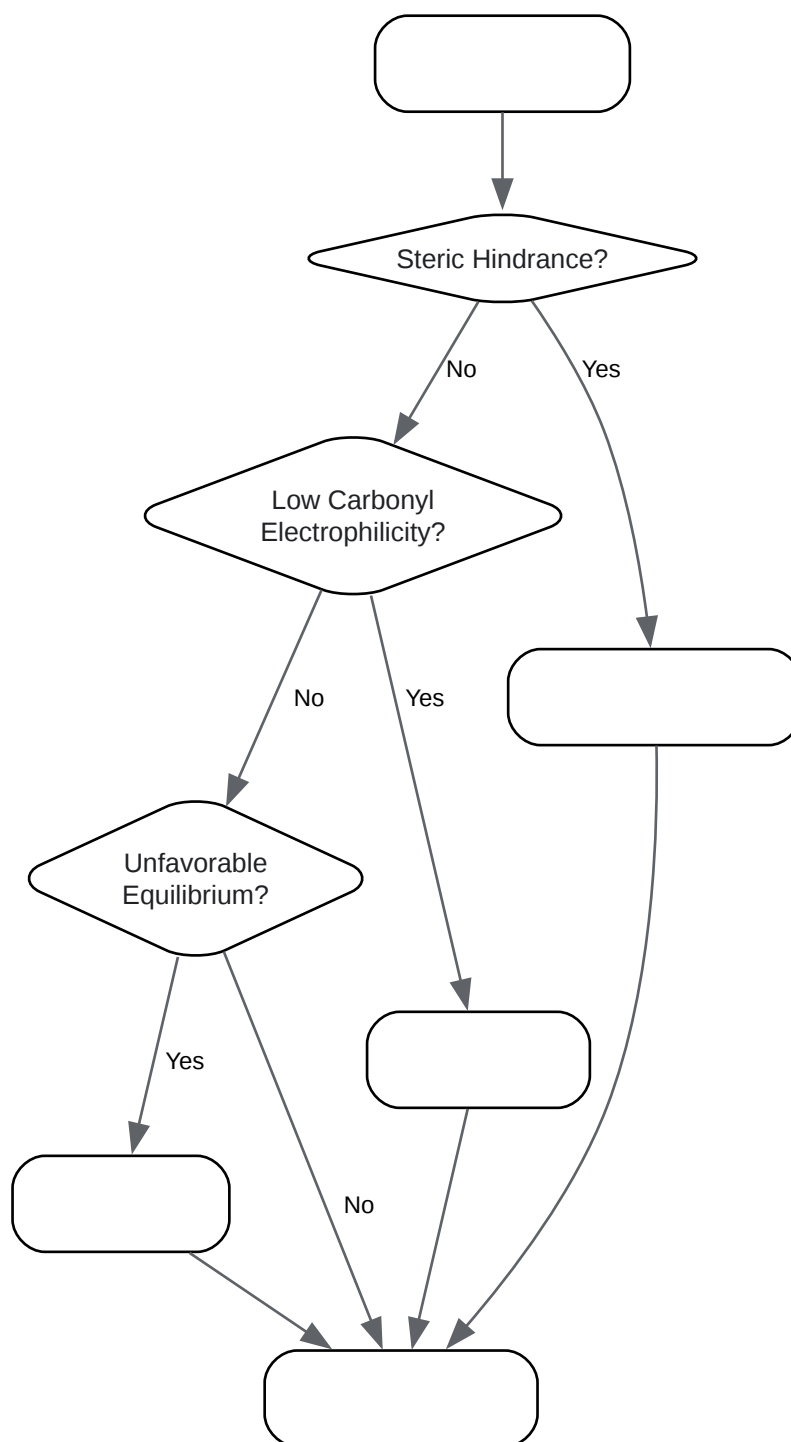 Steric Hindrance?
No
Yes
Low Carbonyl
Electrophilicity?
No
Yes
Unfavorable
Equilibrium?
Yes
No